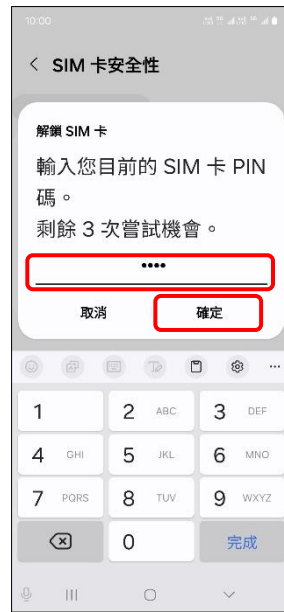 10:00
SIM 卡安全性
解鎖 SIM 卡
輸入您目前的 SIM 卡 PIN
碼。
剩餘 3 次嘗試機會。
••••
取消 確定
1 2 ABC 3 DEF
4 GHI 5 JKL 6 MNO
7 PQRS 8 TUV 9 WXYZ
0 完成